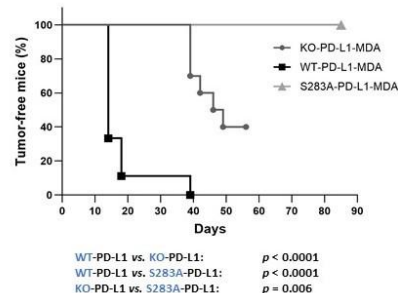 Tumor-free mice (%)
100
80
60
40
20
0
KO-PD-L1-MDA
WT-PD-L1-MDA
S283A-PD-L1-MDA
0 10 20 30 40 50 60 70 80 90
Days
WT-PD-L1 vs. KO-PD-L1: p < 0.0001
WT-PD-L1 vs. S283A-PD-L1: p < 0.0001
KO-PD-L1 vs. S283A-PD-L1: p = 0.006